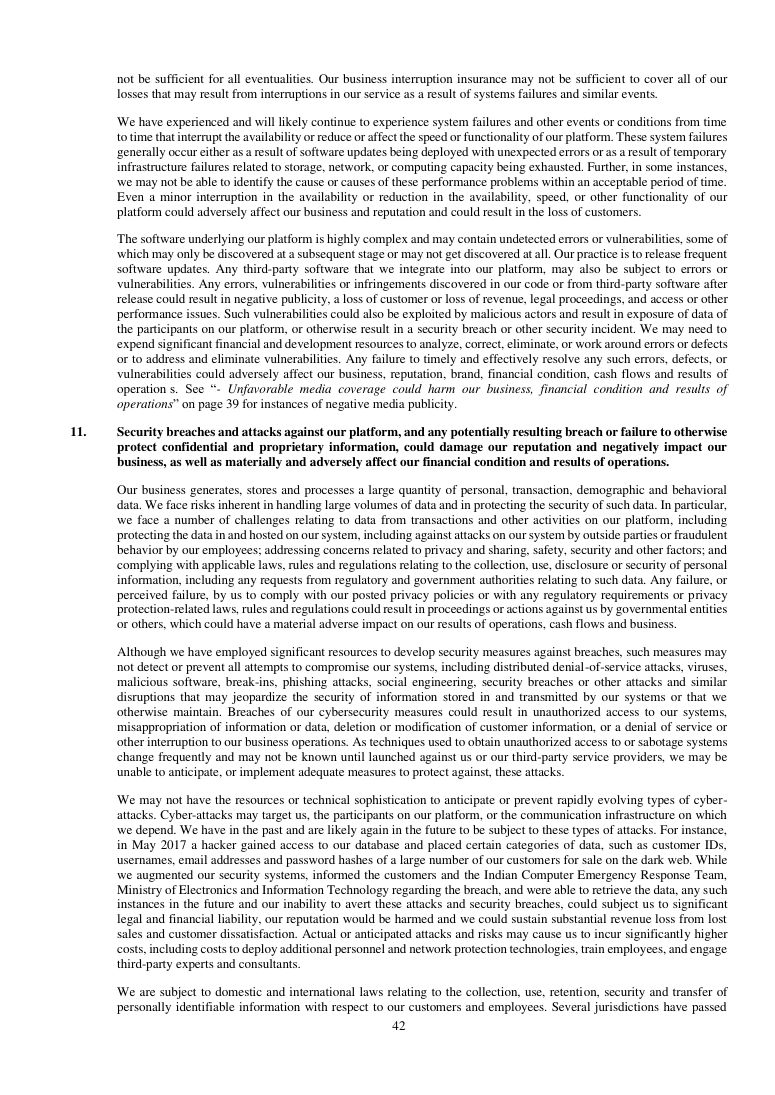 not be sufficient for all eventualities. Our business interruption insurance may not be sufficient to cover all of our
losses that may result from interruptions in our service as a result of systems failures and similar events.
We have experienced and will likely continue to experience system failures and other events or conditions from time
to time that interrupt the availability or reduce or affect the speed or functionality of our platform. These system failures
generally occur either as a result of software updates being deployed with unexpected errors or as a result of temporary
infrastructure failures related to storage, network, or computing capacity being exhausted. Further, in some instances,
we may not be able to identify the cause or causes of these performance problems within an acceptable period of time.
Even a minor interruption in the availability or reduction in the availability, speed, or other functionality of our
platform could adversely affect our business and reputation and could result in the loss of customers.
The software underlying our platform is highly complex and may contain undetected errors or vulnerabilities, some of
which may only be discovered at a subsequent stage or may not get discovered at all. Our practice is to release frequent
software updates. Any third-party software that we integrate into our platform, may also be subject to errors or
vulnerabilities. Any errors, vulnerabilities or infringements discovered in our code or from third-party software after
release could result in negative publicity, a loss of customer or loss of revenue, legal proceedings, and access or other
performance issues. Such vulnerabilities could also be exploited by malicious actors and result in exposure of data of
the participants on our platform, or otherwise result in a security breach or other security incident. We may need to
expend significant financial and development resources to analyze, correct, eliminate, or work around errors or defects
or to address and eliminate vulnerabilities. Any failure to timely and effectively resolve any such errors, defects, or
vulnerabilities could adversely affect our business, reputation, brand, financial condition, cash flows and results of
operation s. See “- Unfavorable media coverage could harm our business, financial condition and results of
operations” on page 39 for instances of negative media publicity.
11. Security breaches and attacks against our platform, and any potentially resulting breach or failure to otherwise
protect confidential and proprietary information, could damage our reputation and negatively impact our
business, as well as materially and adversely affect our financial condition and results of operations.
Our business generates, stores and processes a large quantity of personal, transaction, demographic and behavioral
data. We face risks inherent in handling large volumes of data and in protecting the security of such data. In particular,
we face a number of challenges relating to data from transactions and other activities on our platform, including
protecting the data in and hosted on our system, including against attacks on our system by outside parties or fraudulent
behavior by our employees; addressing concerns related to privacy and sharing, safety, security and other factors; and
complying with applicable laws, rules and regulations relating to the collection, use, disclosure or security of personal
information, including any requests from regulatory and government authorities relating to such data. Any failure, or
perceived failure, by us to comply with our posted privacy policies or with any regulatory requirements or privacy
protection-related laws, rules and regulations could result in proceedings or actions against us by governmental entities
or others, which could have a material adverse impact on our results of operations, cash flows and business.
Although we have employed significant resources to develop security measures against breaches, such measures may
not detect or prevent all attempts to compromise our systems, including distributed denial-of-service attacks, viruses,
malicious software, break-ins, phishing attacks, social engineering, security breaches or other attacks and similar
disruptions that may jeopardize the security of information stored in and transmitted by our systems or that we
otherwise maintain. Breaches of our cybersecurity measures could result in unauthorized access to our systems,
misappropriation of information or data, deletion or modification of customer information, or a denial of service or
other interruption to our business operations. As techniques used to obtain unauthorized access to or sabotage systems
change frequently and may not be known until launched against us or our third-party service providers, we may be
unable to anticipate, or implement adequate measures to protect against, these attacks.
We may not have the resources or technical sophistication to anticipate or prevent rapidly evolving types of cyber-
attacks. Cyber-attacks may target us, the participants on our platform, or the communication infrastructure on which
we depend. We have in the past and are likely again in the future to be subject to these types of attacks. For instance,
in May 2017 a hacker gained access to our database and placed certain categories of data, such as customer IDs,
usernames, email addresses and password hashes of a large number of our customers for sale on the dark web. While
we augmented our security systems, informed the customers and the Indian Computer Emergency Response Team,
Ministry of Electronics and Information Technology regarding the breach, and were able to retrieve the data, any such
instances in the future and our inability to avert these attacks and security breaches, could subject us to significant
legal and financial liability, our reputation would be harmed and we could sustain substantial revenue loss from lost
sales and customer dissatisfaction. Actual or anticipated attacks and risks may cause us to incur significantly higher
costs, including costs to deploy additional personnel and network protection technologies, train employees, and engage
third-party experts and consultants.
We are subject to domestic and international laws relating to the collection, use, retention, security and transfer of
personally identifiable information with respect to our customers and employees. Several jurisdictions have passed
42